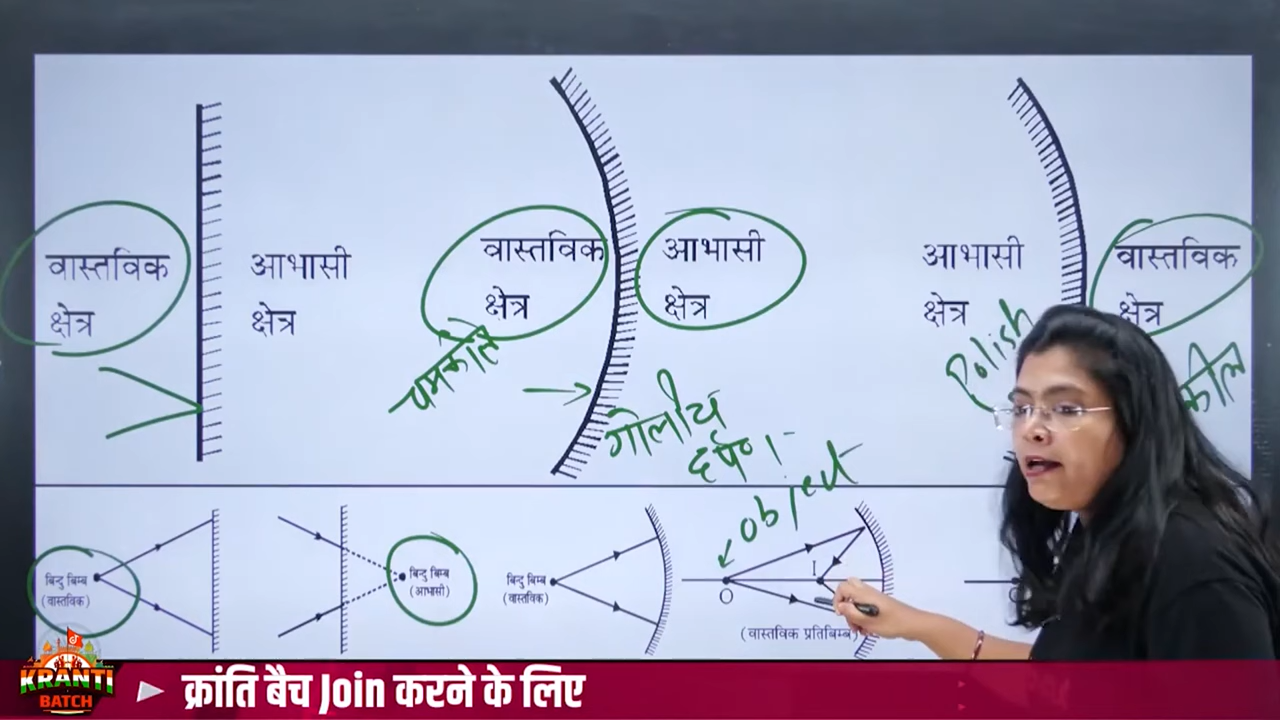 वास्तविक
क्षेत्र
आभासी
क्षेत्र
वास्तविक
क्षेत्र
आभासी
क्षेत्र
आभासी
क्षेत्र
वास्तविक
क्षेत्र
चमकीले
Polish
गोलीय
दर्पण।
object
बिन्दु बिम्ब
(वास्तविक)
बिन्दु बिम्ब
(आभासी)
बिन्दु बिम्ब
(वास्तविक)
O
I
(वास्तविक प्रतिबिम्ब)
KRANTI
BATCH
क्रांति बैच Join करने के लिए